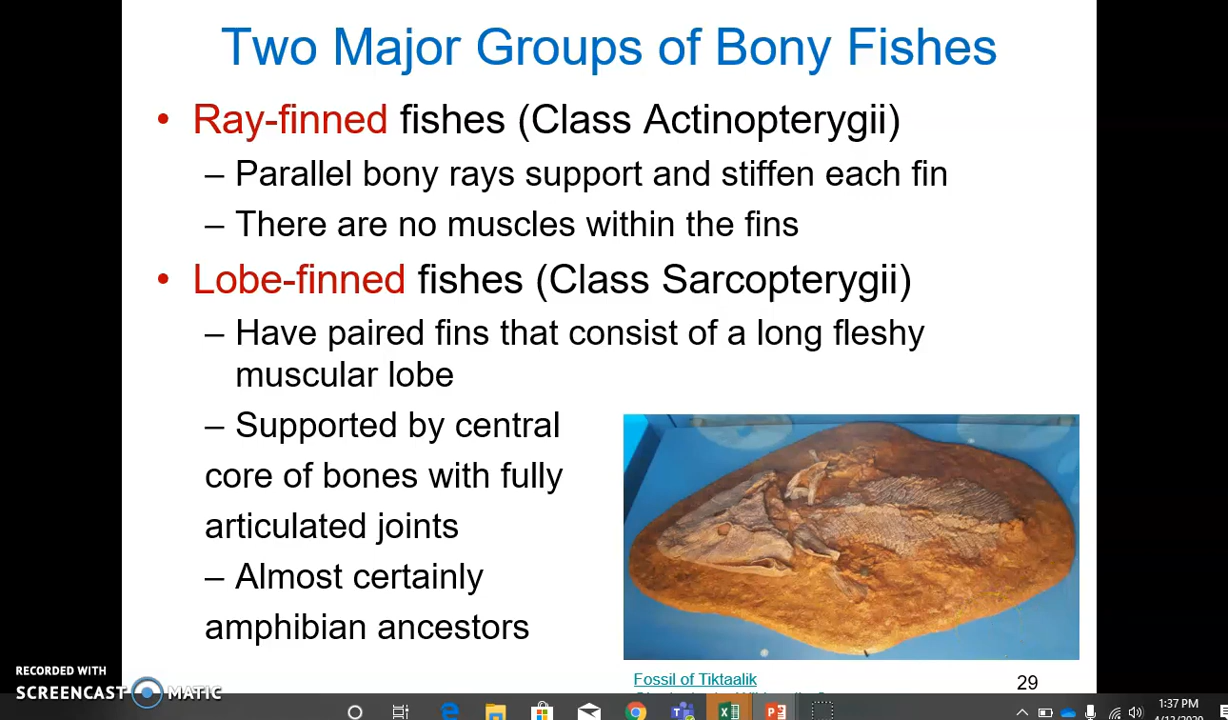 Two Major Groups of Bony Fishes
• Ray-finned fishes (Class Actinopterygii)
– Parallel bony rays support and stiffen each fin
– There are no muscles within the fins
• Lobe-finned fishes (Class Sarcopterygii)
– Have paired fins that consist of a long fleshy
muscular lobe
– Supported by central
core of bones with fully
articulated joints
– Almost certainly
amphibian ancestors
Fossil of Tiktaalik
29
RECORDED WITH
SCREENCAST MATIC
1:37 PM